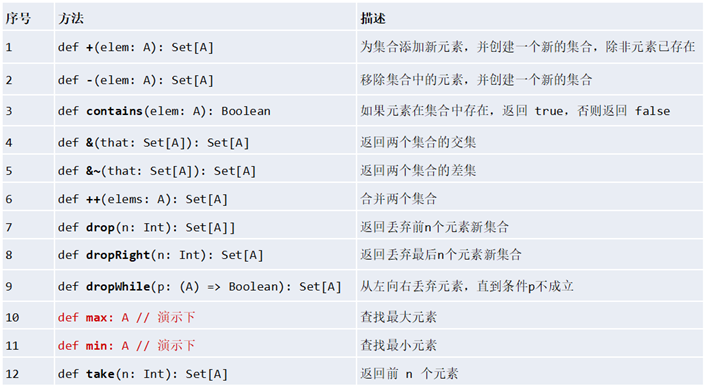 序号 方法 描述
1 def +(elem: A): Set[A] 为集合添加新元素，并创建一个新的集合，除非元素已存在
2 def -(elem: A): Set[A] 移除集合中的元素，并创建一个新的集合
3 def contains(elem: A): Boolean 如果元素在集合中存在，返回 true，否则返回 false
4 def &(that: Set[A]): Set[A] 返回两个集合的交集
5 def &~(that: Set[A]): Set[A] 返回两个集合的差集
6 def ++(elems: A): Set[A] 合并两个集合
7 def drop(n: Int): Set[A]] 返回丢弃前n个元素新集合
8 def dropRight(n: Int): Set[A] 返回丢弃最后n个元素新集合
9 def dropWhile(p: (A) => Boolean): Set[A] 从左向右丢弃元素，直到条件p不成立
10 def max: A // 演示下 查找最大元素
11 def min: A // 演示下 查找最小元素
12 def take(n: Int): Set[A] 返回前 n 个元素